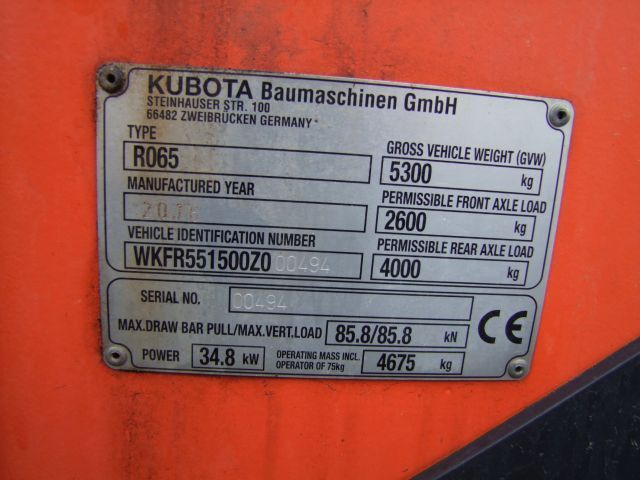 KUBOTA Baumaschinen GmbH
STEINHAUSER STR. 100
66482 ZWEIBRÜCKEN GERMANY
TYPE
R065
MANUFACTURED YEAR
VEHICLE IDENTIFICATION NUMBER
WKFR551500Z000494
GROSS VEHICLE WEIGHT (GVW)
5300 kg
PERMISSIBLE FRONT AXLE LOAD
2600 kg
PERMISSIBLE REAR AXLE LOAD
4000 kg
SERIAL NO. 00494
MAX.DRAW BAR PULL/MAX.VERT.LOAD 85.8/85.8 kN
CE
POWER 34.8 kW OPERATING MASS INCL. OPERATOR OF 75kg 4675 kg